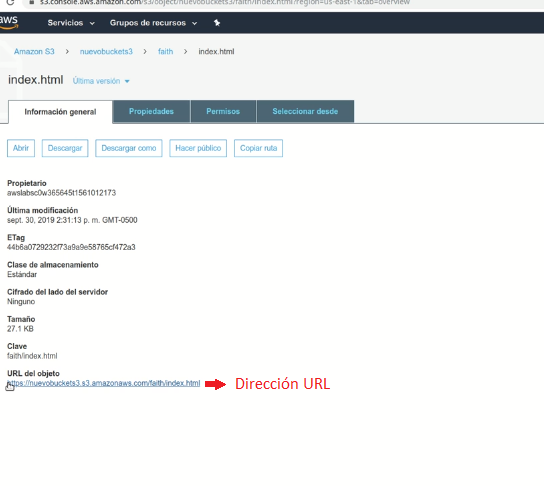 s3.console.aws.amazon.com/s3/object/nuevobuckets3/faith/index.html?region=us-east-1&tab=overview
aws Servicios Grupos de recursos
Amazon S3 > nuevobuckets3 > faith > index.html
index.html Última versión
Información general Propiedades Permisos Seleccionar desde
Abrir Descargar Descargar como Hacer público Copiar ruta
Propietario
awslabsc0w365645t1561012173
Última modificación
sept. 30, 2019 2:31:13 p. m. GMT-0500
ETag
44b6a0729232f73a9a9e58765cf472a3
Clase de almacenamiento
Estándar
Cifrado del lado del servidor
Ninguno
Tamaño
27.1 KB
Clave
faith/index.html
URL del objeto
https://nuevobuckets3.s3.amazonaws.com/faith/index.html Dirección URL